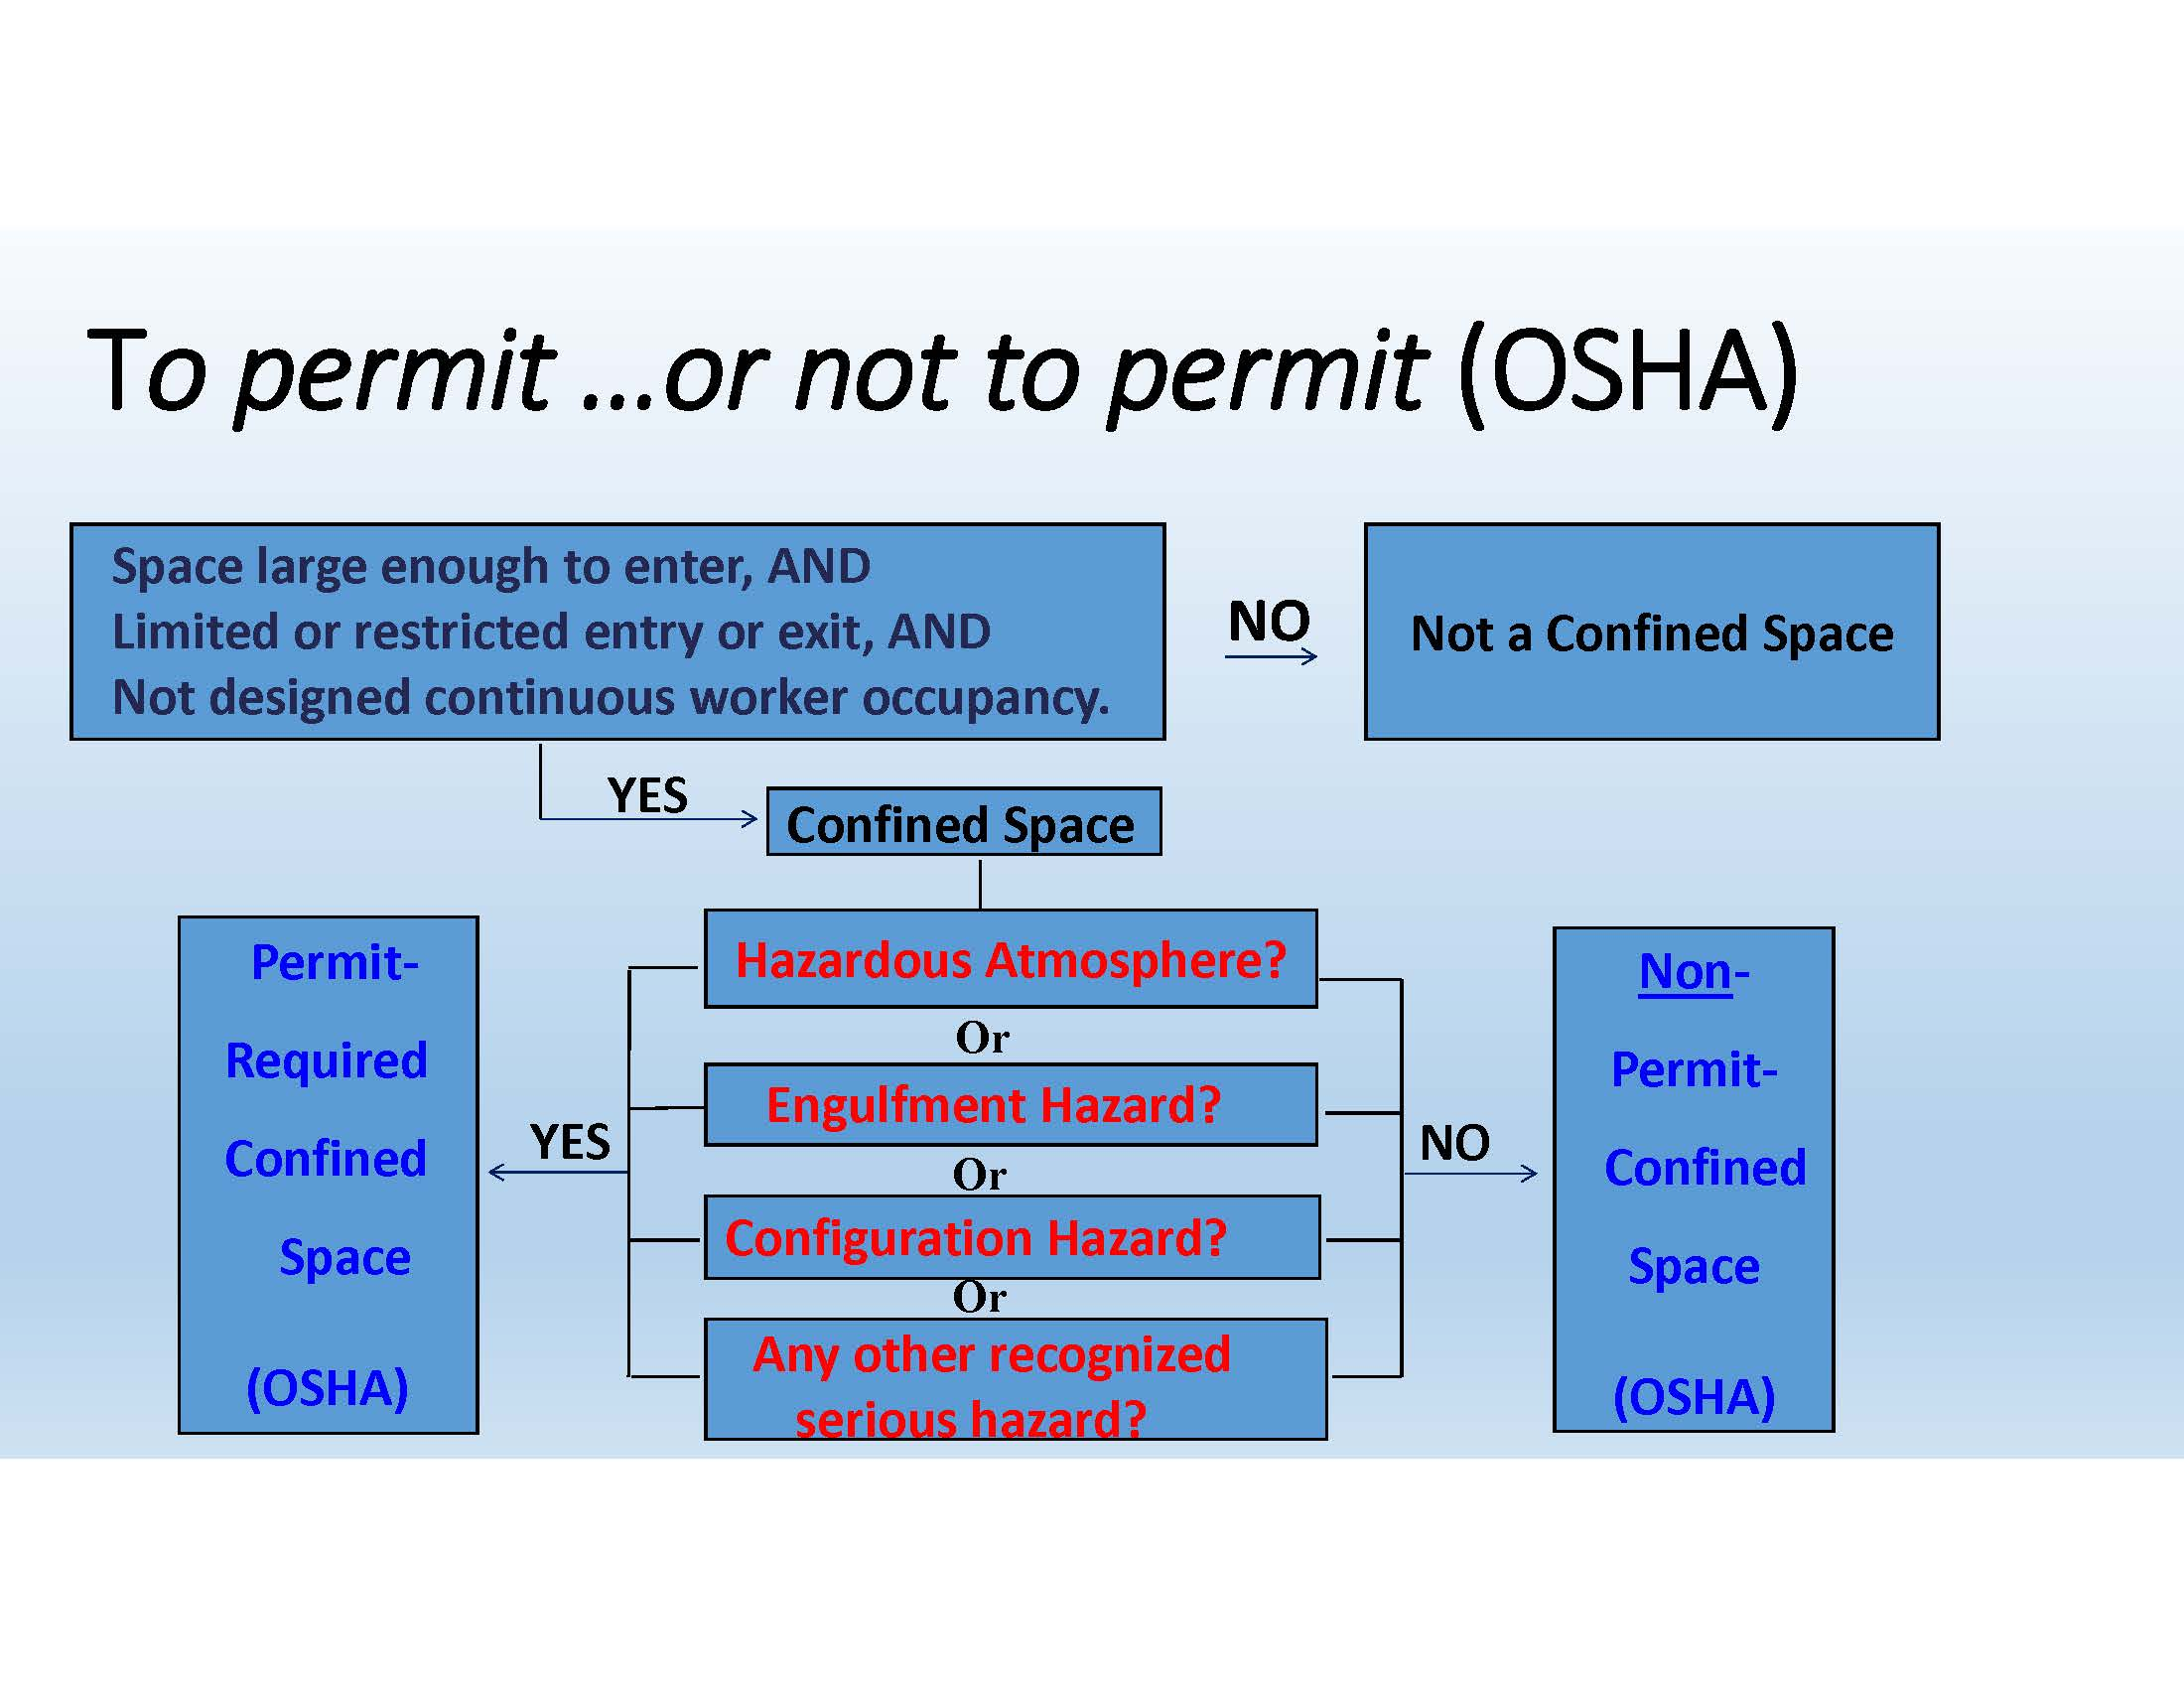 To permit ...or not to permit (OSHA)
Space large enough to enter, AND
Limited or restricted entry or exit, AND
Not designed continuous worker occupancy.
NO
Not a Confined Space
YES
Confined Space
Permit-
Required
Confined
Space
(OSHA)
YES
Hazardous Atmosphere?
Or
Engulfment Hazard?
Or
Configuration Hazard?
Or
Any other recognized
serious hazard?
NO
Non-
Permit-
Confined
Space
(OSHA)